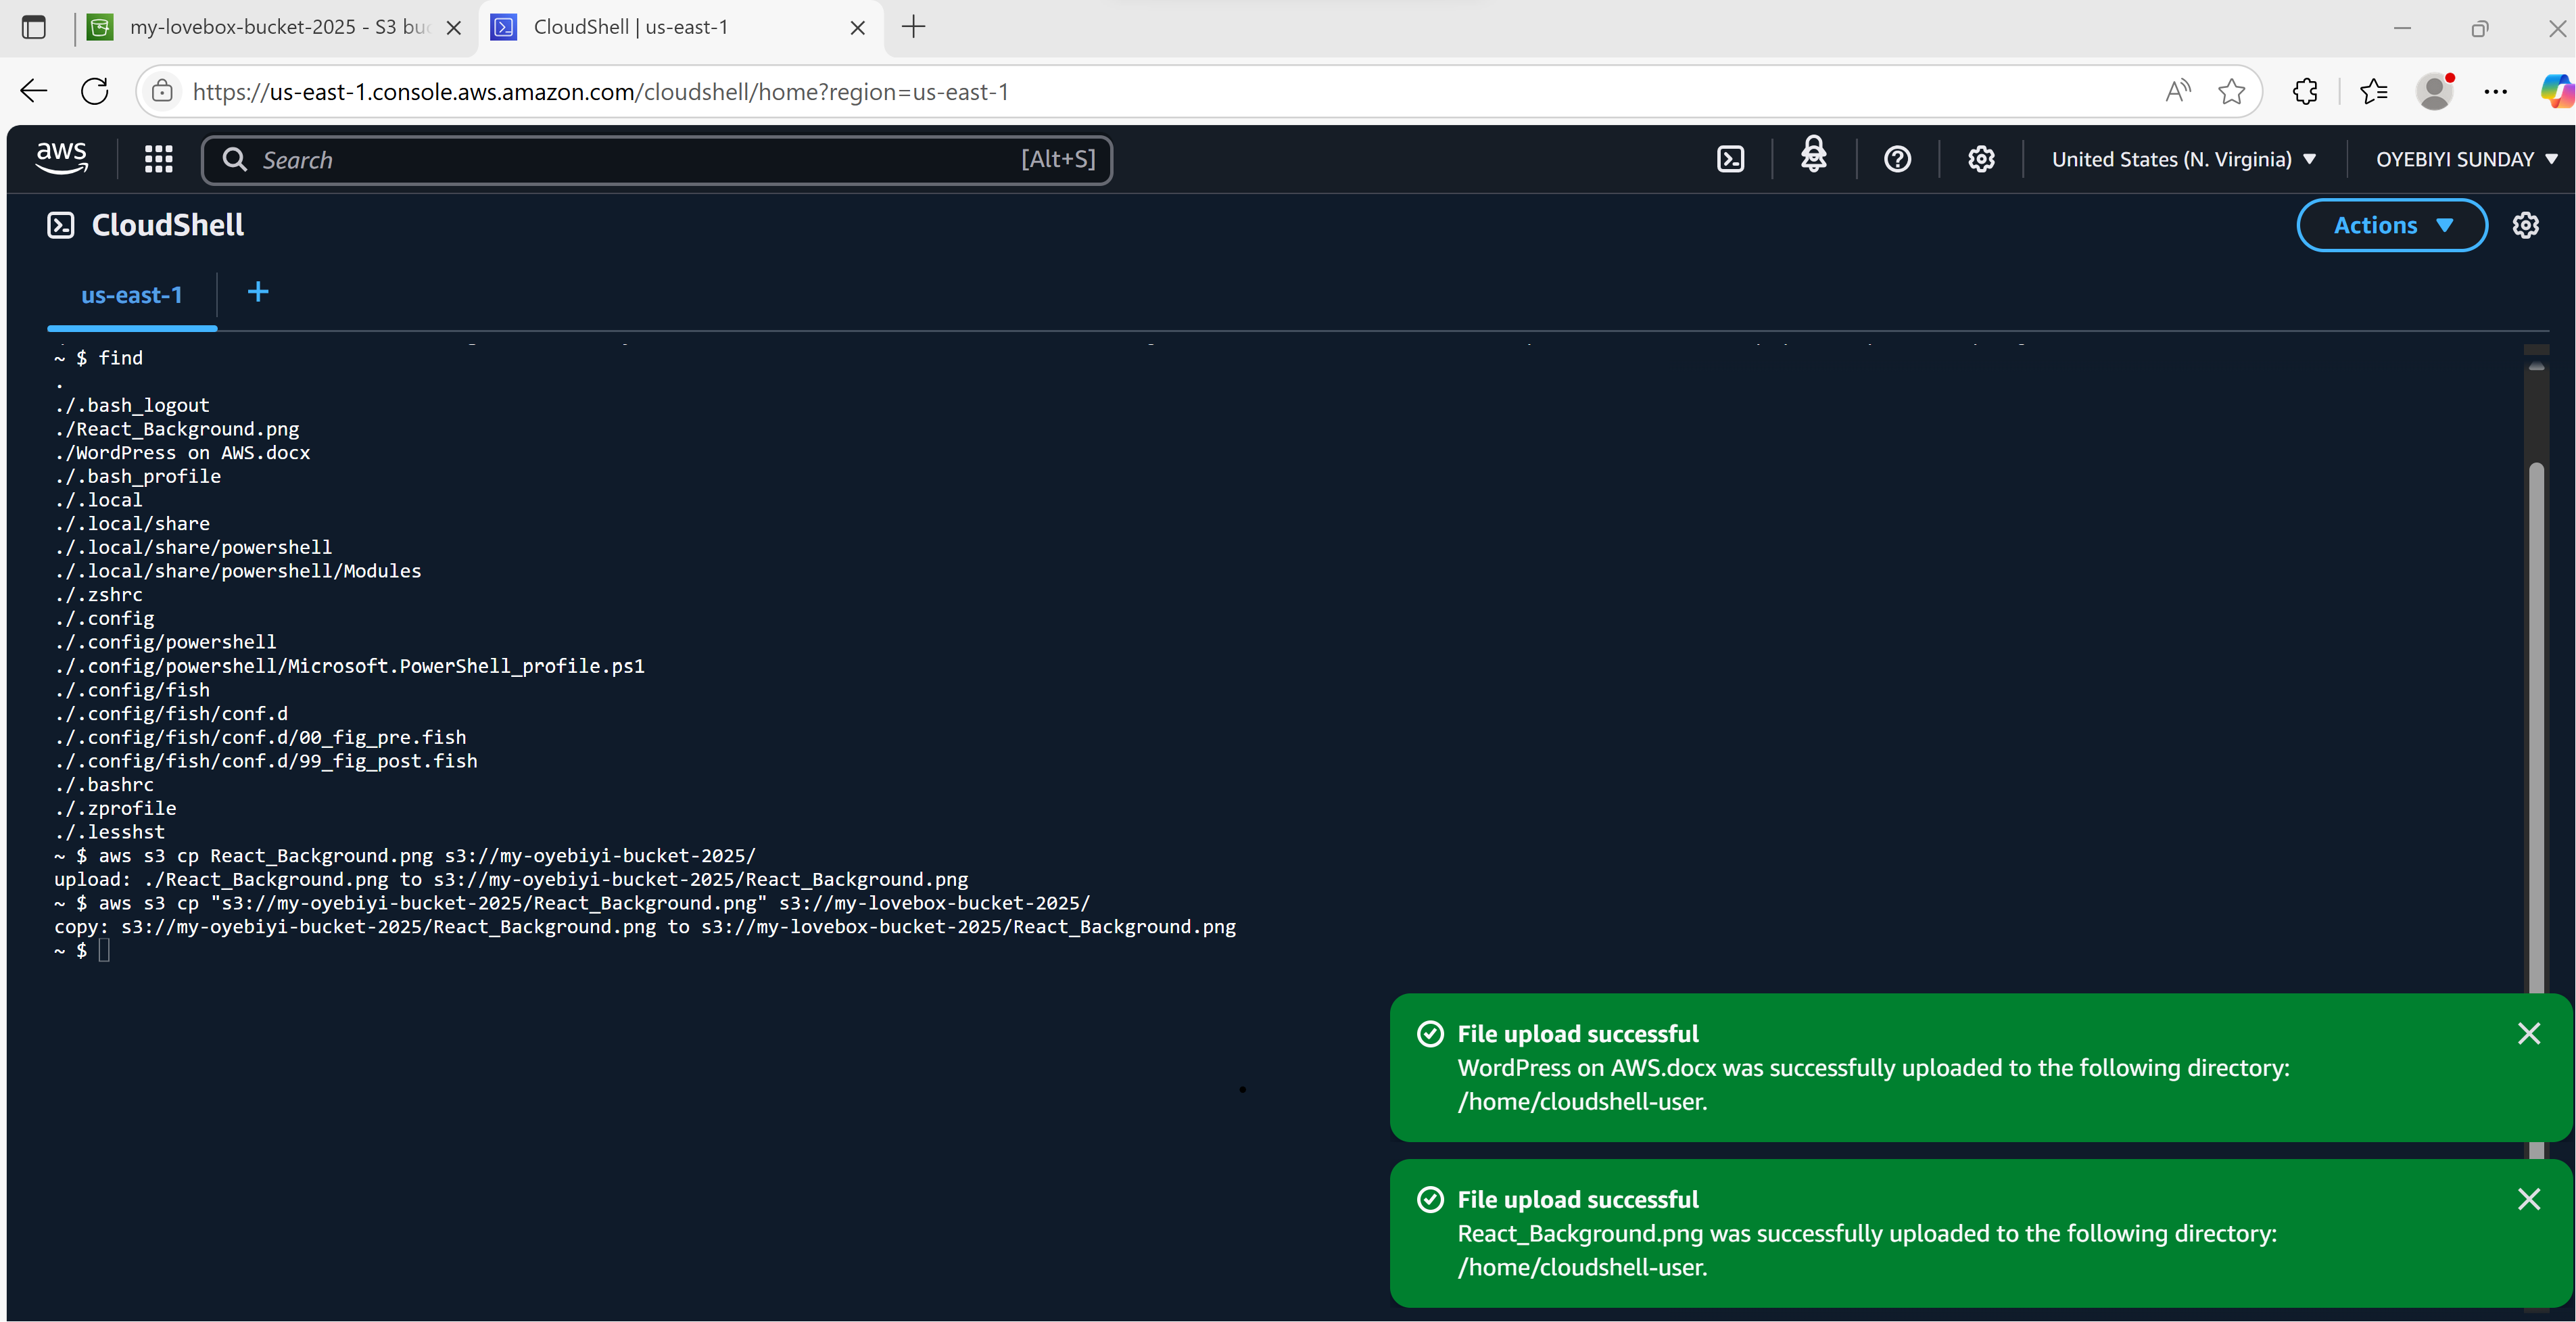 my-lovebox-bucket-2025 - S3 buc
CloudShell | us-east-1
https://us-east-1.console.aws.amazon.com/cloudshell/home?region=us-east-1
aws
Search
[Alt+S]
United States (N. Virginia)
OYEBIYI SUNDAY
CloudShell
Actions
us-east-1
+
~ $ find
.
./.bash_logout
./React_Background.png
./WordPress on AWS.docx
./.bash_profile
./.local
./.local/share
./.local/share/powershell
./.local/share/powershell/Modules
./.zshrc
./.config
./.config/powershell
./.config/powershell/Microsoft.PowerShell_profile.ps1
./.config/fish
./.config/fish/conf.d
./.config/fish/conf.d/00_fig_pre.fish
./.config/fish/conf.d/99_fig_post.fish
./.bashrc
./.zprofile
./.lesshst
~ $ aws s3 cp React_Background.png s3://my-oyebiyi-bucket-2025/
upload: ./React_Background.png to s3://my-oyebiyi-bucket-2025/React_Background.png
~ $ aws s3 cp "s3://my-oyebiyi-bucket-2025/React_Background.png" s3://my-lovebox-bucket-2025/
copy: s3://my-oyebiyi-bucket-2025/React_Background.png to s3://my-lovebox-bucket-2025/React_Background.png
~ $
File upload successful
WordPress on AWS.docx was successfully uploaded to the following directory:
/home/cloudshell-user.
File upload successful
React_Background.png was successfully uploaded to the following directory:
/home/cloudshell-user.